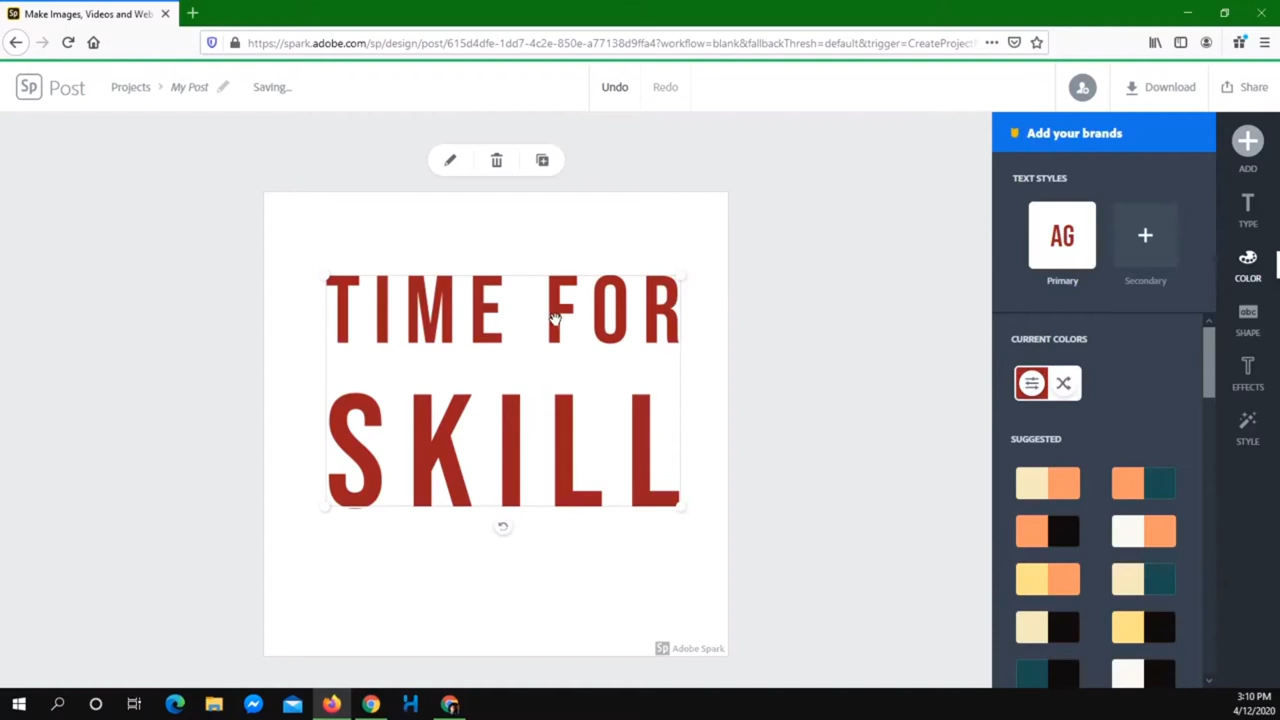 Sp Make Images, Videos and Web
https://spark.adobe.com/sp/design/post/615d4dfe-1dd7-4c2e-850e-a77138d9ffa4?workflow=blank&fallbackThresh=default&trigger=CreateProject
Sp Post Projects > My Post Saving... Undo Redo Download Share
Add your brands
TEXT STYLES
AG
Primary Secondary
CURRENT COLORS
SUGGESTED
ADD
T
TYPE
COLOR
abc
SHAPE
T
EFFECTS
STYLE
TIME FOR
SKILL
Sp Adobe Spark
3:10 PM
4/12/2020